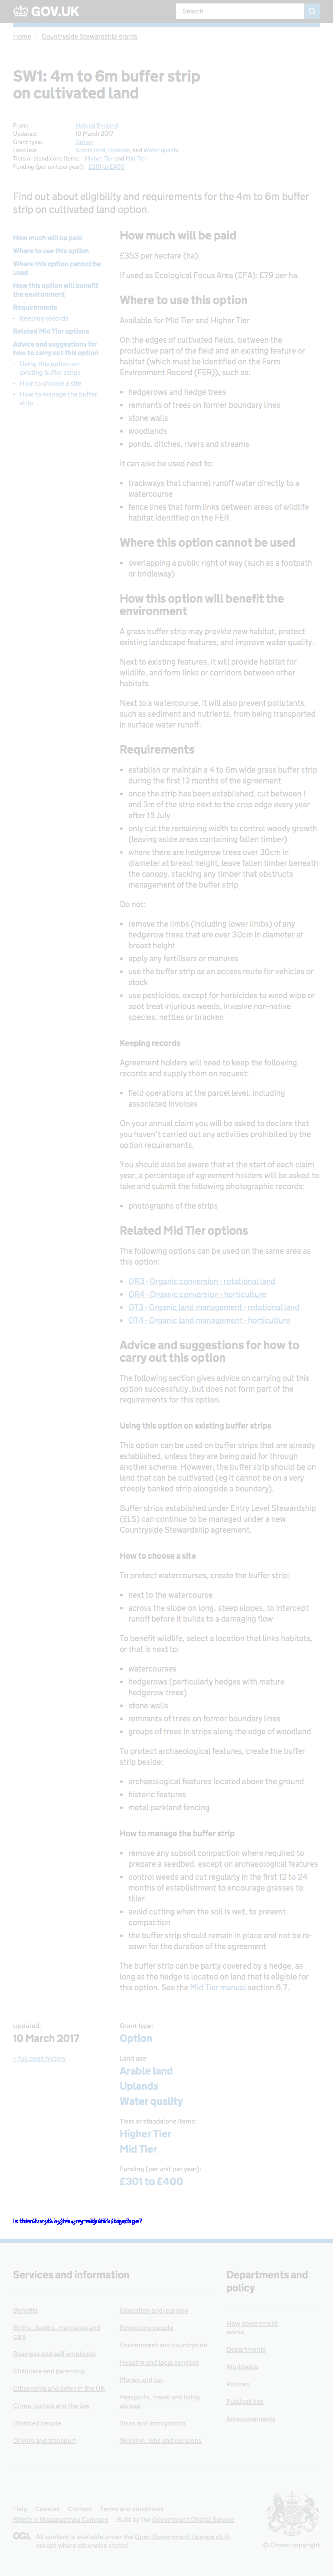 GOV.UK
Search
Home
Countryside Stewardship grants
SW1: 4m to 6m buffer strip
on cultivated land
From: Natural England
Updated: 10 March 2017
Grant type: Option
Land use: Arable land, Uplands, and Water quality
Tiers or standalone items: Higher Tier and Mid Tier
Funding (per unit per year): £301 to £400
Find out about eligibility and requirements for the 4m to 6m buffer
strip on cultivated land option.
How much will be paid
Where to use this option
Where this option cannot be
used
How this option will benefit
the environment
Requirements
- Keeping records
Related Mid Tier options
Advice and suggestions for
how to carry out this option
- Using this option on
existing buffer strips
- How to choose a site
- How to manage the buffer
strip
How much will be paid
£353 per hectare (ha).
If used as Ecological Focus Area (EFA): £79 per ha.
Where to use this option
Available for Mid Tier and Higher Tier
On the edges of cultivated fields, between the
productive part of the field and an existing feature or
habitat (which must be identified on the Farm
Environment Record (FER)), such as:
• hedgerows and hedge trees
• remnants of trees on former boundary lines
• stone walls
• woodlands
• ponds, ditches, rivers and streams
It can also be used next to:
• trackways that channel runoff water directly to a
watercourse
• fence lines that form links between areas of wildlife
habitat identified on the FER
Where this option cannot be used
• overlapping a public right of way (such as a footpath
or bridleway)
How this option will benefit the
environment
A grass buffer strip may provide new habitat, protect
existing landscape features, and improve water quality.
Next to existing features, it will provide habitat for
wildlife, and form links or corridors between other
habitats.
Next to a watercourse, it will also prevent pollutants,
such as sediment and nutrients, from being transported
in surface water runoff.
Requirements
• establish or maintain a 4 to 6m wide grass buffer strip
during the first 12 months of the agreement
• once the strip has been established, cut between 1
and 3m of the strip next to the crop edge every year
after 15 July
• only cut the remaining width to control woody growth
(leaving aside areas containing fallen timber)
• where there are hedgerow trees over 30cm in
diameter at breast height, leave fallen timber beneath
the canopy, stacking any timber that obstructs
management of the buffer strip
Do not:
• remove the limbs (including lower limbs) of any
hedgerow trees that are over 30cm in diameter at
breast height
• apply any fertilisers or manures
• use the buffer strip as an access route for vehicles or
stock
• use pesticides, except for herbicides to weed wipe or
spot treat injurious weeds, invasive non-native
species, nettles or bracken
Keeping records
Agreement holders will need to keep the following
records and supply them on request:
• field operations at the parcel level, including
associated invoices
On your annual claim you will be asked to declare that
you haven't carried out any activities prohibited by the
option requirements.
You should also be aware that at the start of each claim
year, a percentage of agreement holders will be asked to
take and submit the following photographic records:
• photographs of the strips
Related Mid Tier options
The following options can be used on the same area as
this option:
• OR3 - Organic conversion - rotational land
• OR4 - Organic conversion - horticulture
• OT3 - Organic land management - rotational land
• OT4 - Organic land management - horticulture
Advice and suggestions for how to
carry out this option
The following section gives advice on carrying out this
option successfully, but does not form part of the
requirements for this option.
Using this option on existing buffer strips
This option can be used on buffer strips that are already
established, unless they are being paid for through
another scheme. However the buffer strip should be on
land that can be cultivated (eg it cannot be on a very
steeply banked strip alongside a boundary).
Buffer strips established under Entry Level Stewardship
(ELS) can continue to be managed under a new
Countryside Stewardship agreement.
How to choose a site
To protect watercourses, create the buffer strip:
• next to the watercourse
• across the slope on long, steep slopes, to intercept
runoff before it builds to a damaging flow
To benefit wildlife, select a location that links habitats,
or that is next to:
• watercourses
• hedgerows (particularly hedges with mature
hedgerow trees)
• stone walls
• remnants of trees on former boundary lines
• groups of trees in strips along the edge of woodland
To protect archaeological features, create the buffer
strip beside:
• archaeological features located above the ground
• historic features
• metal parkland fencing
How to manage the buffer strip
• remove any subsoil compaction where required to
prepare a seedbed, except on archaeological features
• control weeds and cut regularly in the first 12 to 24
months of establishment to encourage grasses to
tiller
• avoid cutting when the soil is wet, to prevent
compaction
• the buffer strip should remain in place and not be re-
sown for the duration of the agreement
The buffer strip can be partly covered by a hedge, as
long as the hedge is located on land that is eligible for
this option. See the Mid Tier manual section 6.7.
Updated:
10 March 2017
+ full page history
Grant type:
Option
Land use:
Arable land
Uplands
Water quality
Tiers or standalone items:
Higher Tier
Mid Tier
Funding (per unit per year):
£301 to £400
Services and information
Benefits
Births, deaths, marriages and
care
Business and self-employed
Childcare and parenting
Citizenship and living in the UK
Crime, justice and the law
Disabled people
Driving and transport
Education and learning
Employing people
Environment and countryside
Housing and local services
Money and tax
Passports, travel and living
abroad
Visas and immigration
Working, jobs and pensions
Departments and
policy
How government
works
Departments
Worldwide
Policies
Publications
Announcements
Help Cookies Contact Terms and conditions
Rhestr o Wasanaethau Cymraeg Built by the Government Digital Service
OGL All content is available under the Open Government Licence v3.0,
except where otherwise stated
© Crown copyright